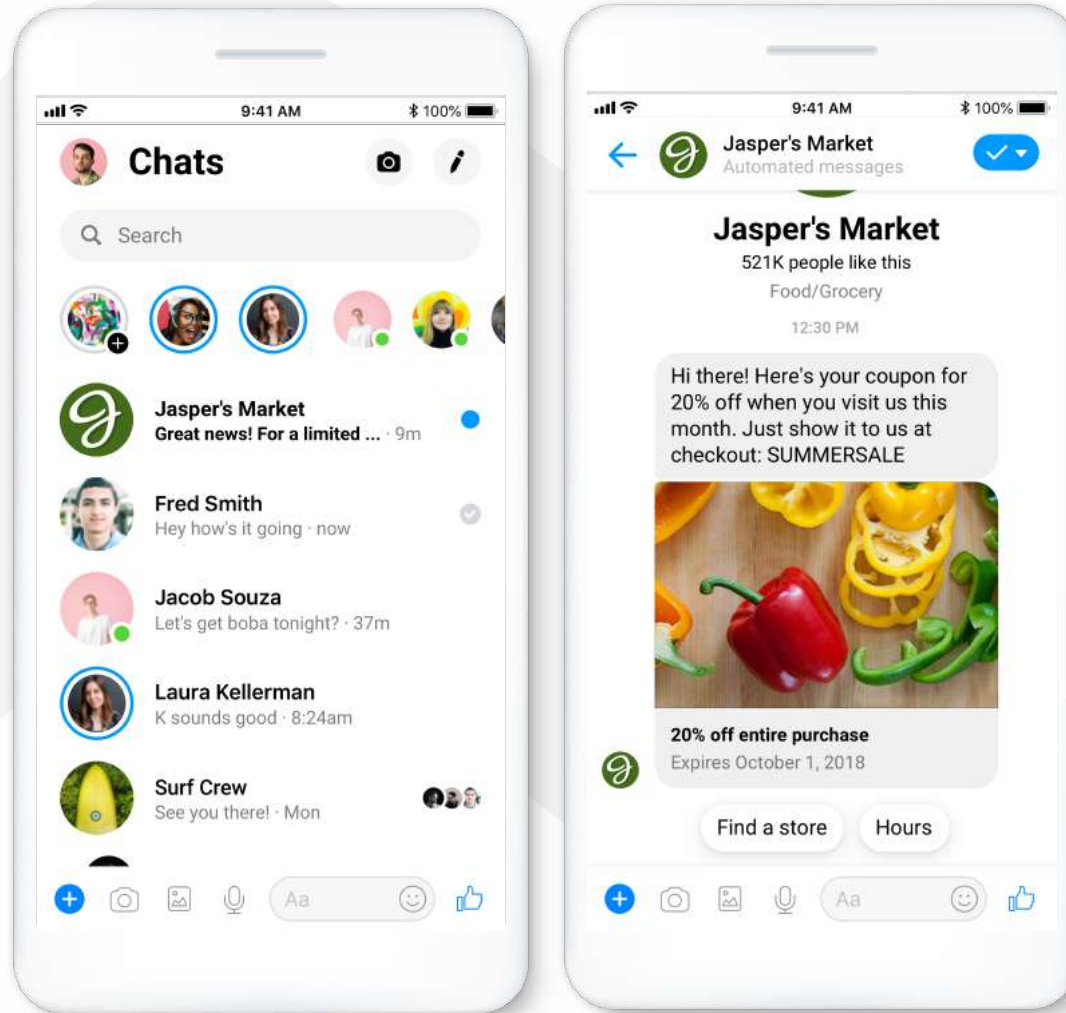 9:41 AM
100%
Chats
Search
Jasper's Market
Great news! For a limited ... · 9m
Fred Smith
Hey how's it going · now
Jacob Souza
Let's get boba tonight? · 37m
Laura Kellerman
K sounds good · 8:24am
Surf Crew
See you there! · Mon
Aa
9:41 AM
100%
Jasper's Market
Automated messages
Jasper's Market
521K people like this
Food/Grocery
12:30 PM
Hi there! Here's your coupon for
20% off when you visit us this
month. Just show it to us at
checkout: SUMMERSALE
20% off entire purchase
Expires October 1, 2018
Find a store
Hours
Aa